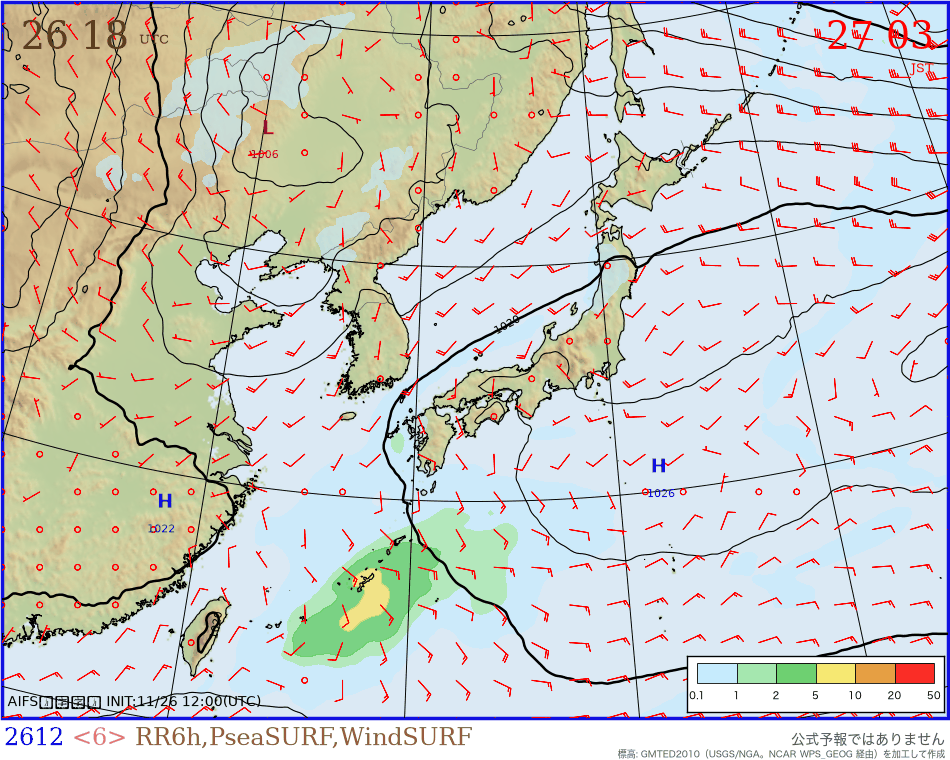 26 18 UTC
27 03
JST
L
1006
1020
H
1026
H
1022
0.1 1 2 5 10 20 50
AIFS INIT:11/26 12:00(UTC)
2612 <6> RR6h,PseaSURF,WindSURF
公式予報ではありません
標高: GMTED2010（USGS/NGA。NCAR WPS_GEOG 経由）を加工して作成